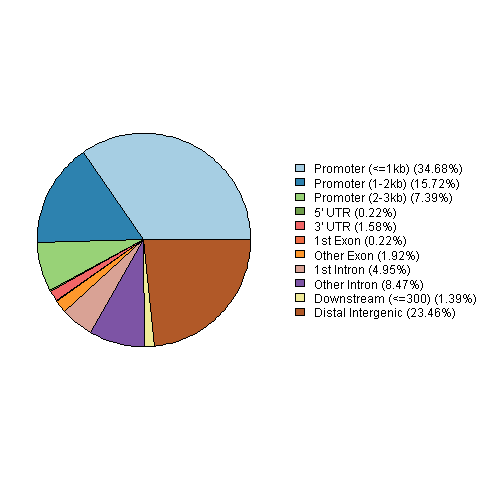 Promoter (<=1kb) (34.68%)
Promoter (1-2kb) (15.72%)
Promoter (2-3kb) (7.39%)
5' UTR (0.22%)
3' UTR (1.58%)
1st Exon (0.22%)
Other Exon (1.92%)
1st Intron (4.95%)
Other Intron (8.47%)
Downstream (<=300) (1.39%)
Distal Intergenic (23.46%)